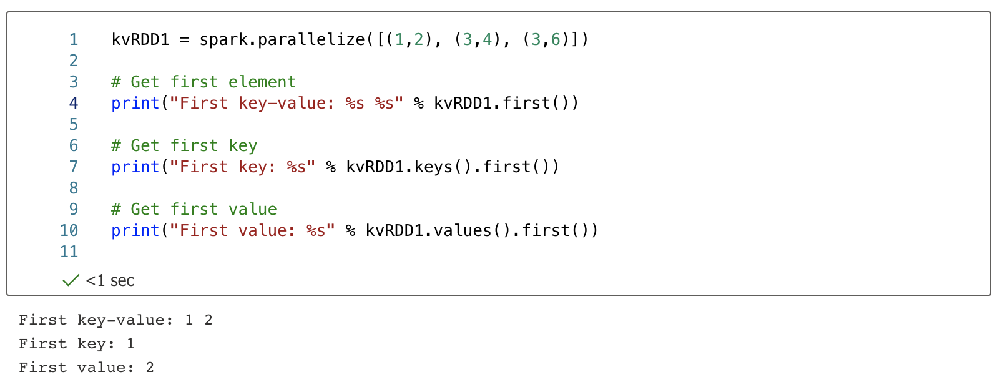 1 kvRDD1 = spark.parallelize([(1,2), (3,4), (3,6)])
2
3 # Get first element
4 print("First key-value: %s %s" % kvRDD1.first())
5
6 # Get first key
7 print("First key: %s" % kvRDD1.keys().first())
8
9 # Get first value
10 print("First value: %s" % kvRDD1.values().first())
11
<1 sec
First key-value: 1 2
First key: 1
First value: 2